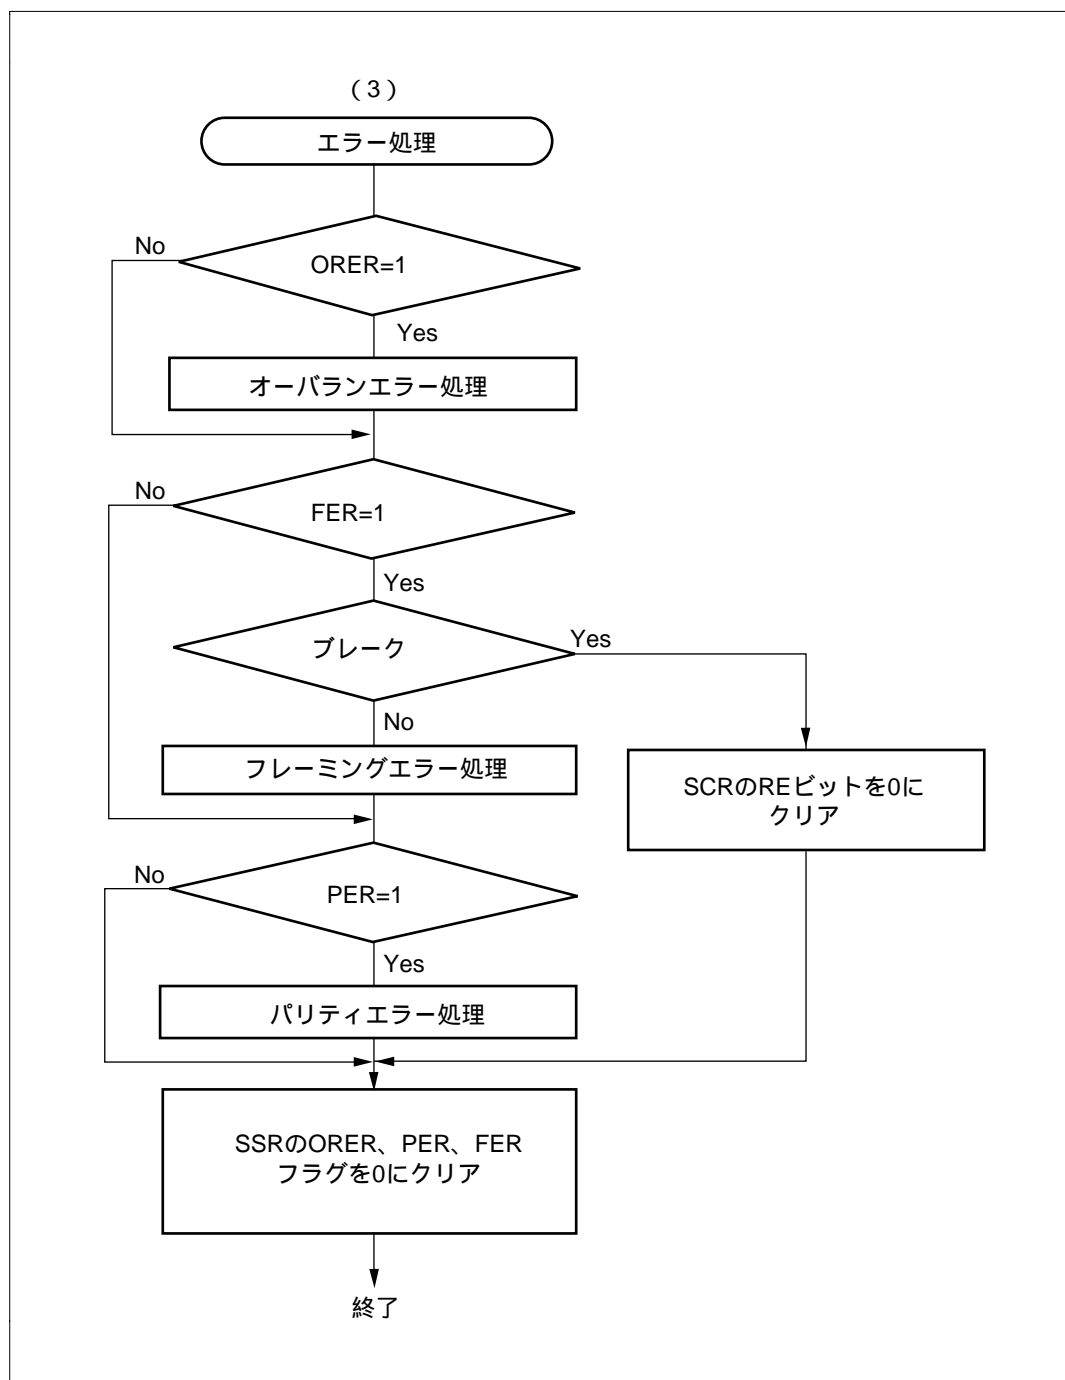 （3）
エラー処理
No
ORER=1
Yes
オーバランエラー処理
No
FER=1
Yes
ブレーク
Yes
No
フレーミングエラー処理
SCRのREビットを0に
クリア
No
PER=1
Yes
パリティエラー処理
SSRのORER、PER、FER
フラグを0にクリア
終了